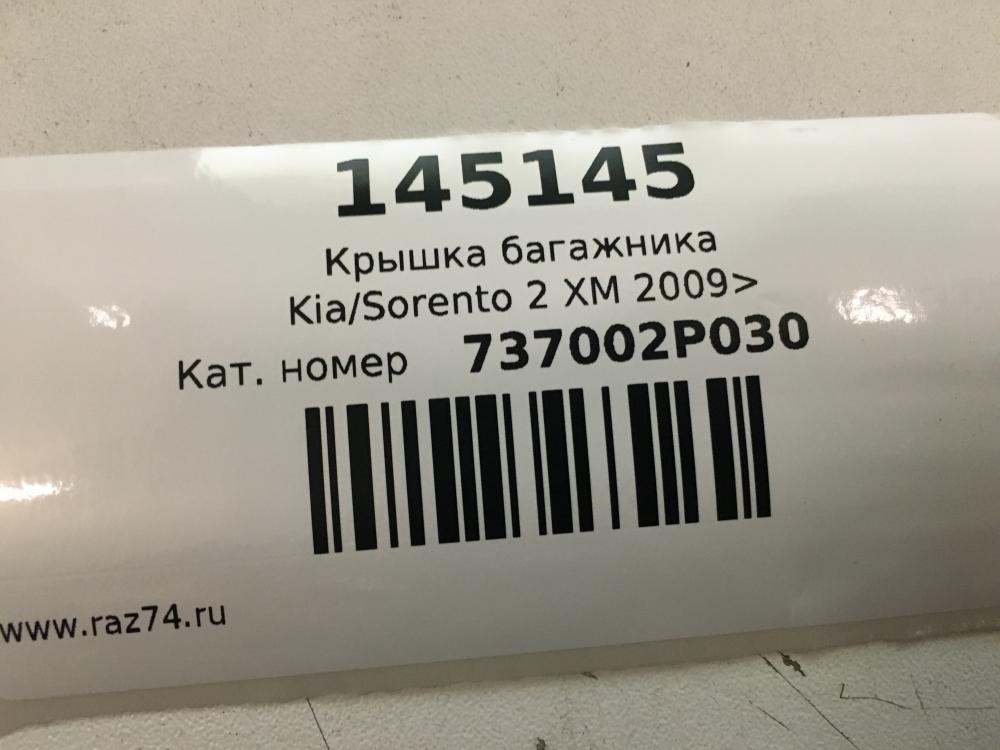 145145
Крышка багажника
Kia/Sorento 2 XM 2009>
Кат. номер 737002P030
www.raz74.ru